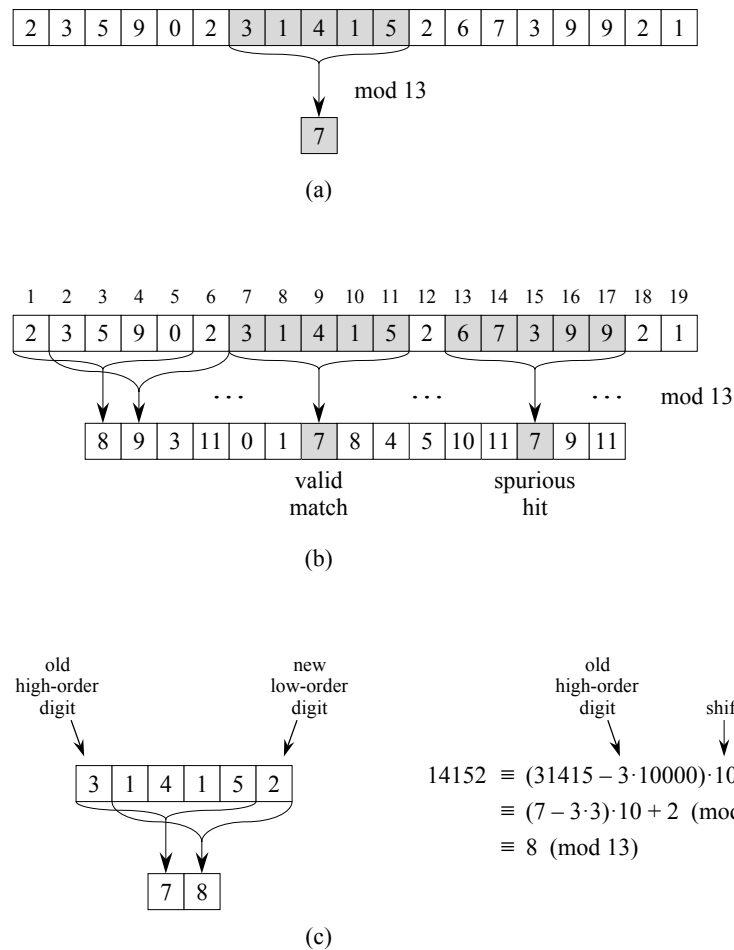 2 3 5 9 0 2 3 1 4 1 5 2 6 7 3 9 9 2 1
mod 13
7
(a)
1 2 3 4 5 6 7 8 9 10 11 12 13 14 15 16 17 18 19
2 3 5 9 0 2 3 1 4 1 5 2 6 7 3 9 9 2 1
… … … mod 13
8 9 3 11 0 1 7 8 4 5 10 11 7 9 11
valid match
spurious hit
(b)
old
high-order
digit
new
low-order
digit
3 1 4 1 5 2
7 8
old
high-order
digit
14152 ≡ (31415 – 3·10000)·10
≡ (7 – 3·3)·10 + 2 (mod
≡ 8 (mod 13)
(c)